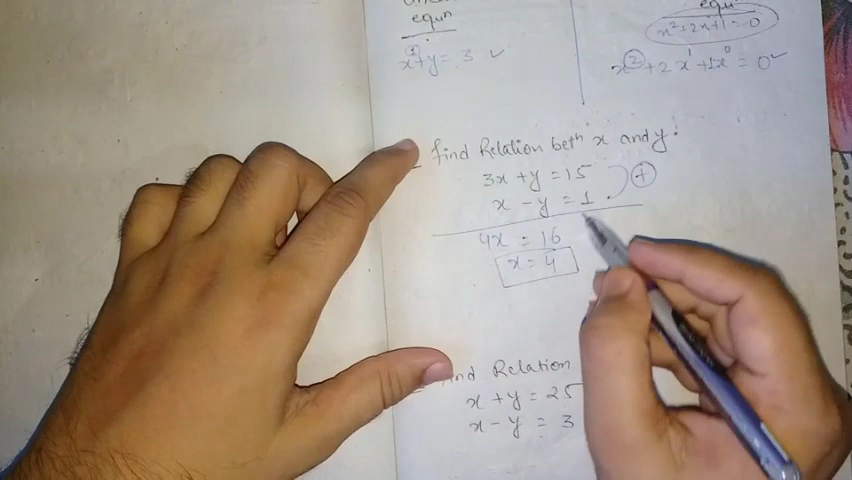 equn
x+y = 3 ✓
equn
x²+2x+1=0
x²+2x¹+1x⁰ = 0 ✓
find Relation betn x and y.
3x + y = 15
x - y = 1
+
4x = 16
x = 4
Relation
x + y = 25
x - y = 3